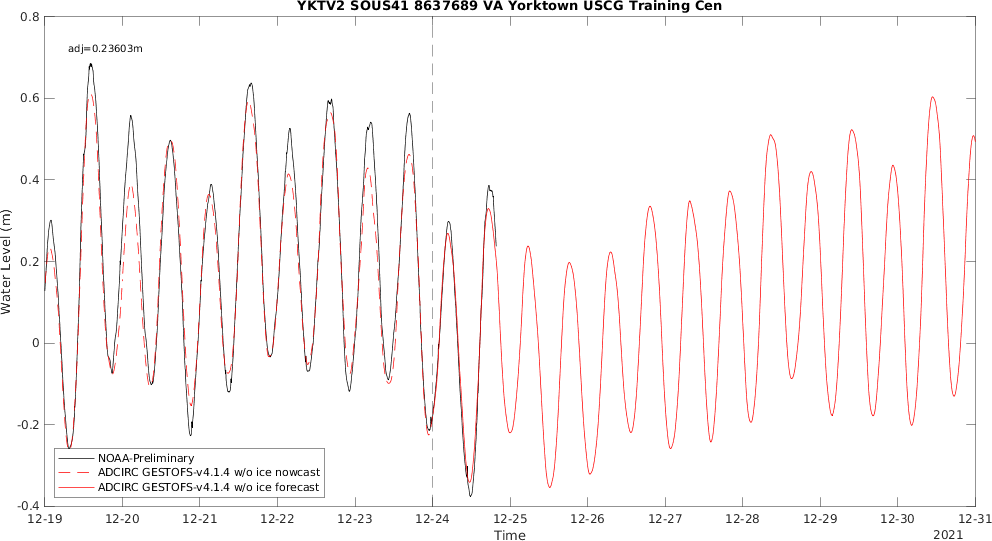 YKTV2 SOUS41 8637689 VA Yorktown USCG Training Cen
adj=0.23603m
0.8
0.6
0.4
0.2
0
-0.2
-0.4
Water Level (m)
NOAA-Preliminary
ADCIRC GESTOFS-v4.1.4 w/o ice nowcast
ADCIRC GESTOFS-v4.1.4 w/o ice forecast
12-19 12-20 12-21 12-22 12-23 12-24 12-25 12-26 12-27 12-28 12-29 12-30 12-31
Time
2021